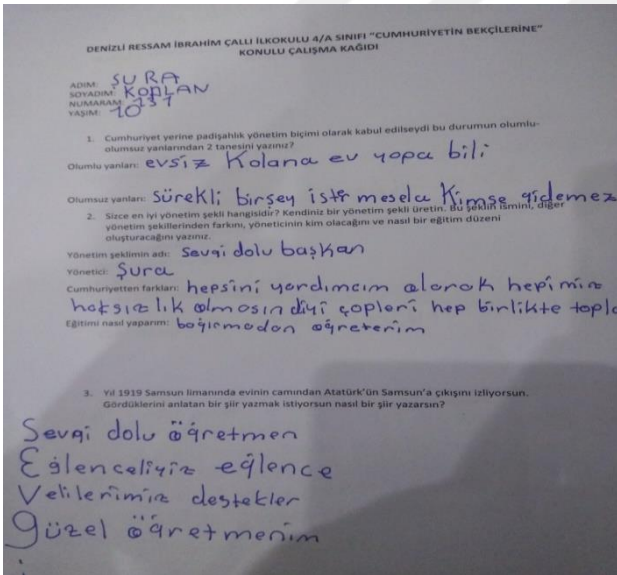 DENİZLİ RESSAM İBRAHİM ÇALLI İLKOKULU 4/A SINIFI "CUMHURİYETİN BEKÇİLERİNE"
KONULU ÇALIŞMA KAĞIDI
ADIM: ŞURA
SOYADIM: KOPLAN
NUMARAM:
YAŞIM: 10
1. Cumhuriyet yerine padişahlık yönetim biçimi olarak kabul edilseydi bu durumun olumlu-
olumsuz yanlarından 2 tanesini yazınız?
Olumlu yanları: evsiz Kolana ev yopa bili
Olumsuz yanları: sürekli birşey istir mesela Kimse gidemez
2. Sizce en iyi yönetim şekli hangisidir? Kendiniz bir yönetim şekli üretin. Bu şeklin ismini, diğer
yönetim şekillerinden farkını, yöneticinin kim olacağını ve nasıl bir eğitim düzeni
oluşturacağını yazınız.
Yönetim şeklimin adı: Sevgi dolu başkan
Yönetici: Şura
Cumhuriyetten farkları: hepsini yardımcım olarak hepimiz
haksızlık olmasın diyi çöpleri hep birlikte topla
Eğitimi nasıl yaparım: bağırmadan öğretenim
3. Yıl 1919 Samsun limanında evinin camından Atatürk'ün Samsun'a çıkışını izliyorsun.
Gördüklerini anlatan bir şiir yazmak istiyorsun nasıl bir şiir yazarsın?
Sevgi dolu öğretmen
Eğlenceliyiz eğlence
Velilerimiz destekler
Güzel öğretmenim